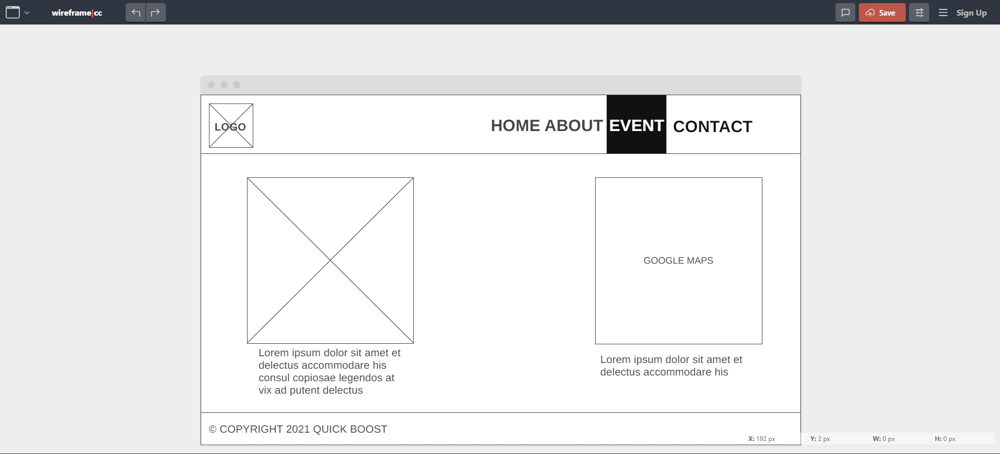 wireframe|cc
Save
Sign Up
LOGO
HOME ABOUT EVENT CONTACT
GOOGLE MAPS
Lorem ipsum dolor sit amet et
delectus accommodare his
consul copiosae legendos at
vix ad putent delectus
Lorem ipsum dolor sit amet et
delectus accommodare his
© COPYRIGHT 2021 QUICK BOOST
X: 192 px Y: 2 px W: 0 px H: 0 px